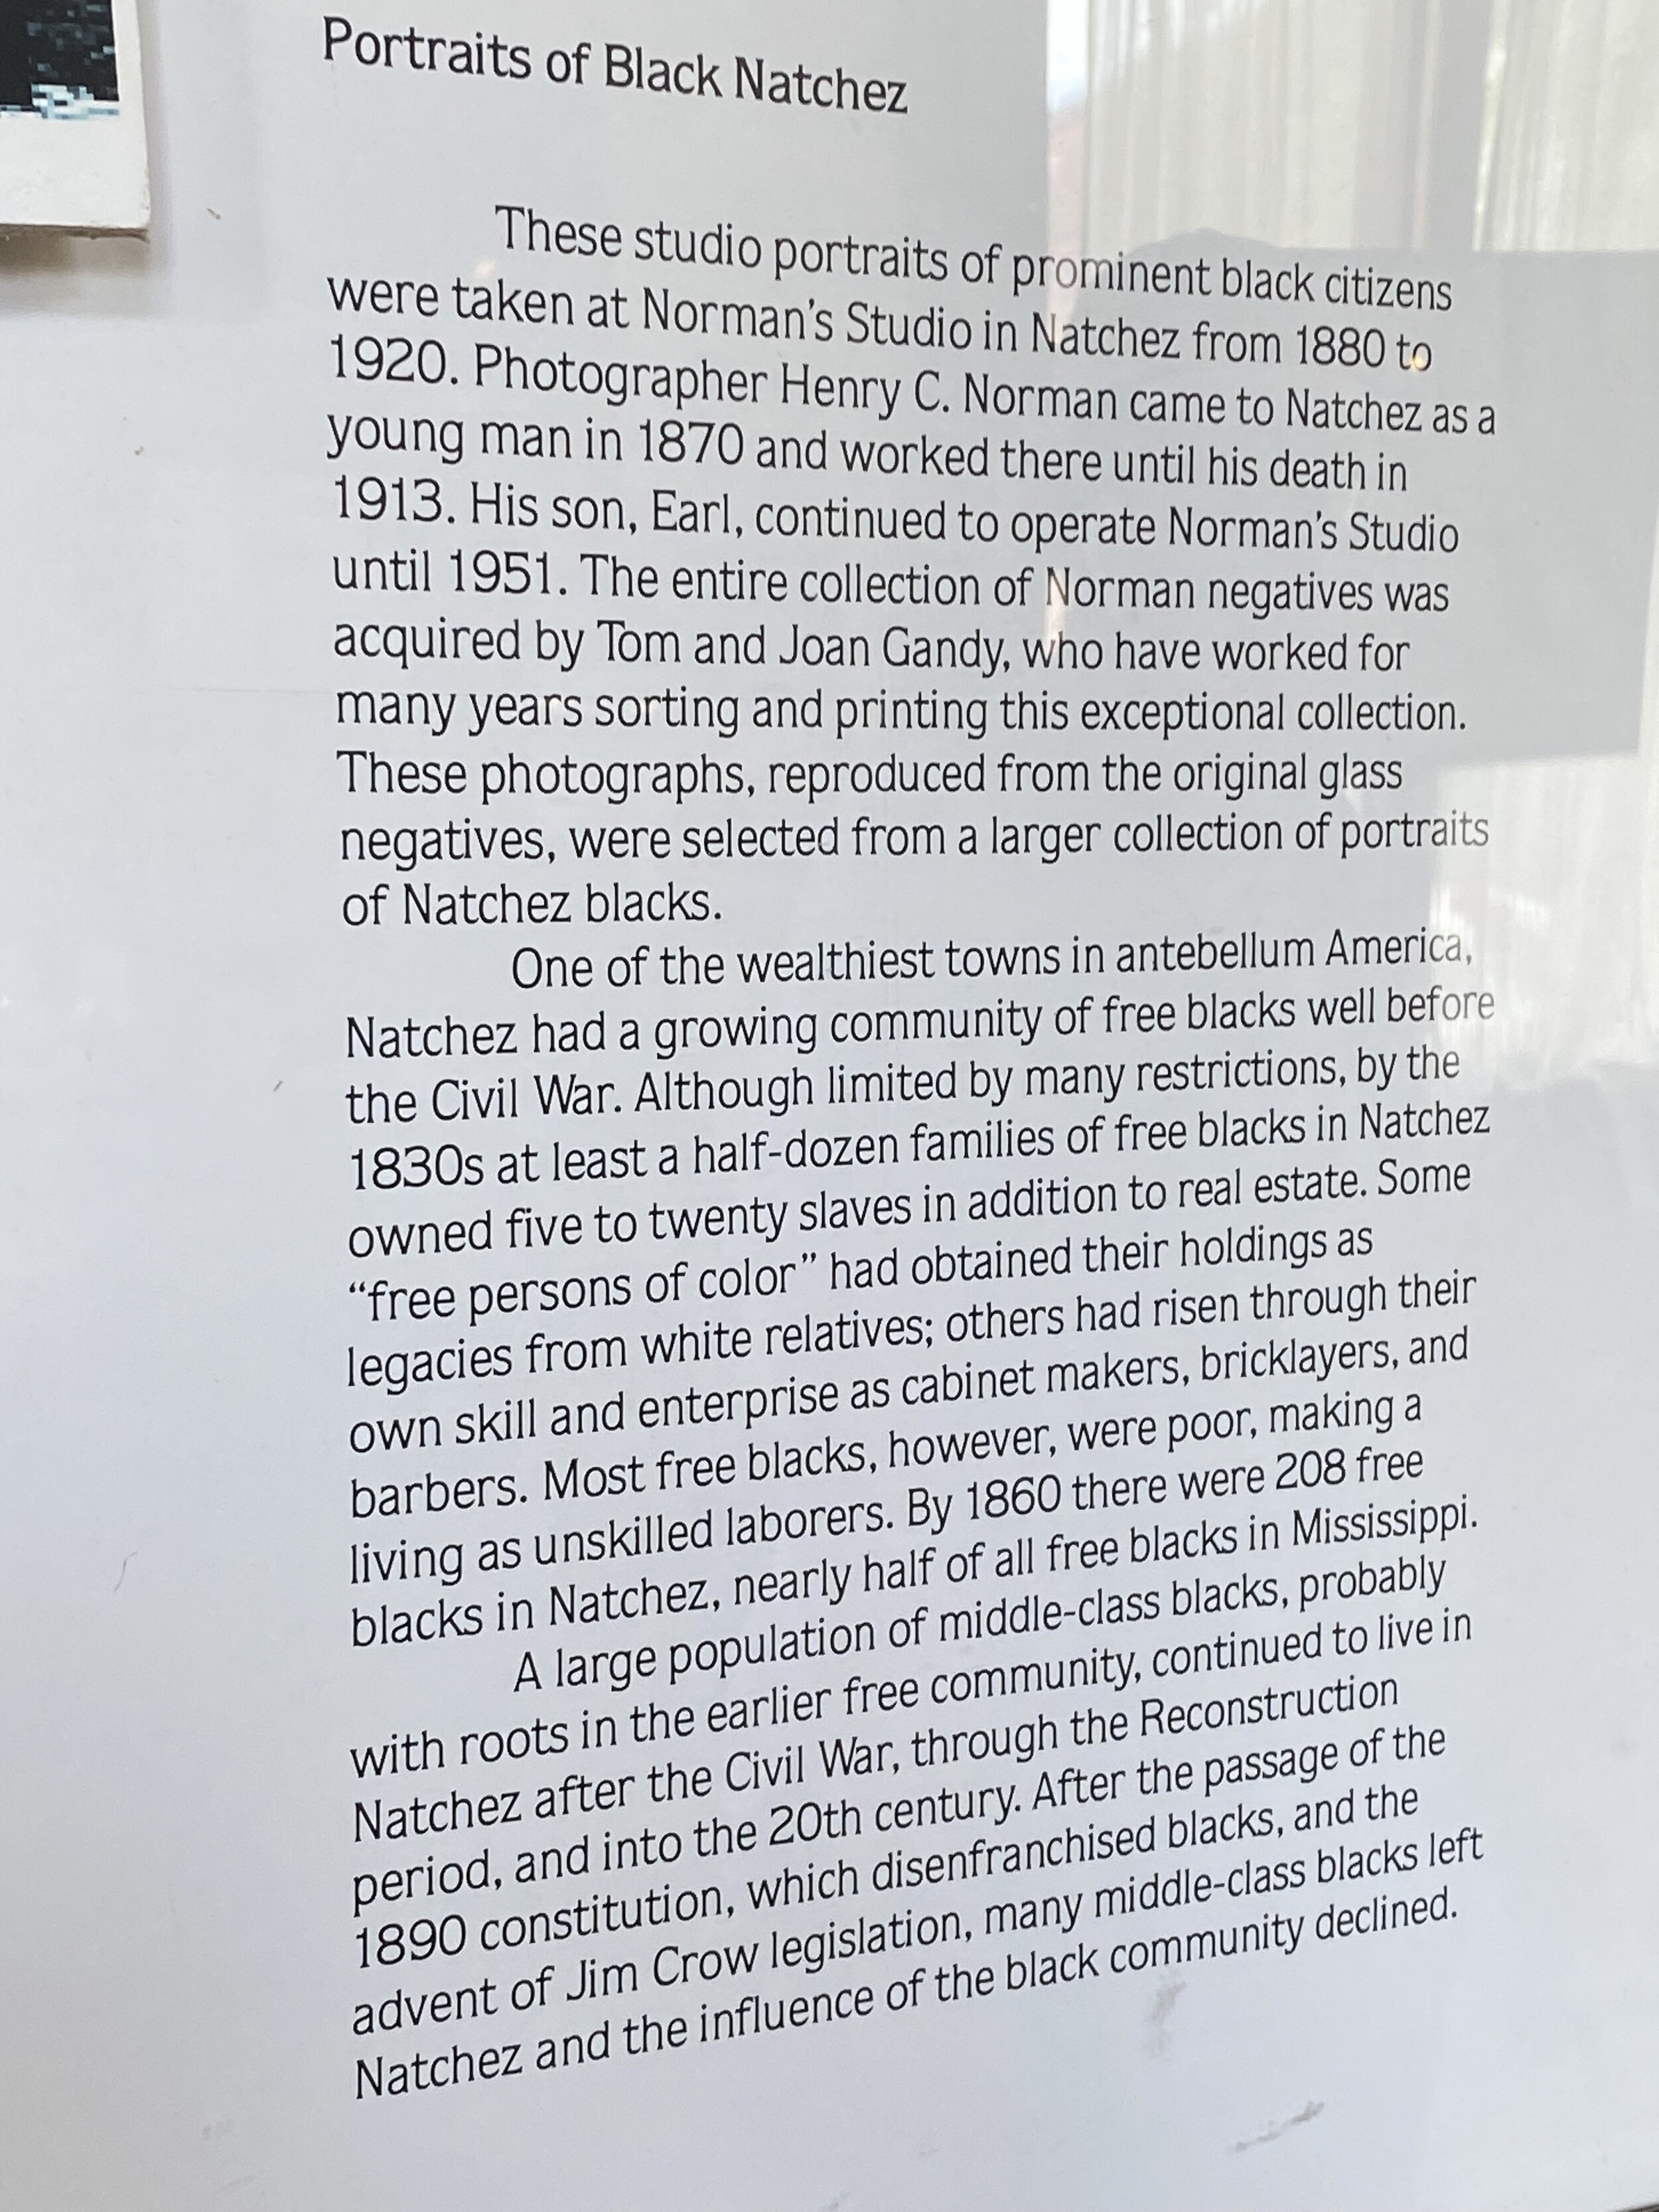 Portraits of Black Natchez
These studio portraits of prominent black citizens
were taken at Norman's Studio in Natchez from 1880 to
1920. Photographer Henry C. Norman came to Natchez as a
young man in 1870 and worked there until his death in
1913. His son, Earl, continued to operate Norman's Studio
until 1951. The entire collection of Norman negatives was
acquired by Tom and Joan Gandy, who have worked for
many years sorting and printing this exceptional collection.
These photographs, reproduced from the original glass
negatives, were selected from a larger collection of portraits
of Natchez blacks.
One of the wealthiest towns in antebellum America,
Natchez had a growing community of free blacks well before
the Civil War. Although limited by many restrictions, by the
1830s at least a half-dozen families of free blacks in Natchez
owned five to twenty slaves in addition to real estate. Some
“free persons of color” had obtained their holdings as
legacies from white relatives; others had risen through their
own skill and enterprise as cabinet makers, bricklayers, and
barbers. Most free blacks, however, were poor, making a
living as unskilled laborers. By 1860 there were 208 free
blacks in Natchez, nearly half of all free blacks in Mississippi.
A large population of middle-class blacks, probably
with roots in the earlier free community, continued to live in
Natchez after the Civil War, through the Reconstruction
period, and into the 20th century. After the passage of the
1890 constitution, which disenfranchised blacks, and the
advent of Jim Crow legislation, many middle-class blacks left
Natchez and the influence of the black community declined.